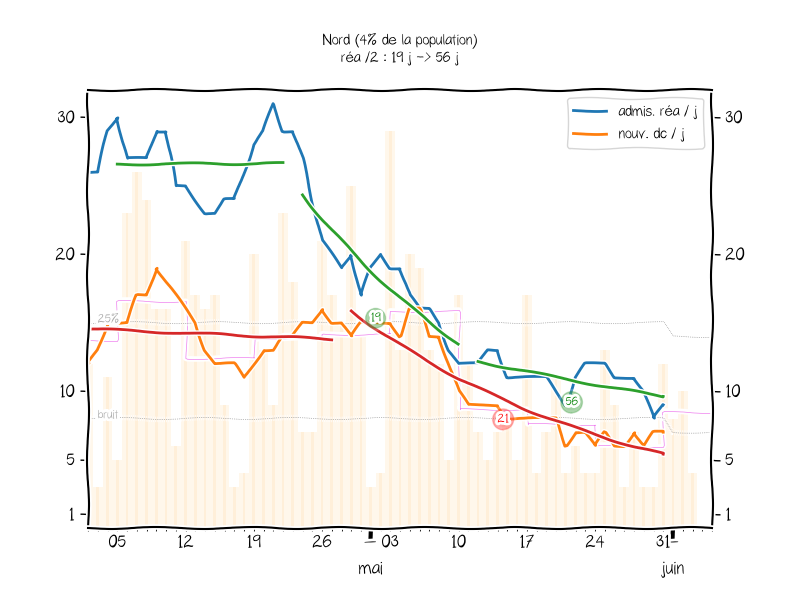 Nord (4% de la population)
réa /2 : 19 j -> 56 j
admis. réa / j
nouv. dc / j
30
30
20
20
25%
19
10
10
56
bruit
21
5
5
1
1
05 12 19 26 03 10 17 24 31
mai juin